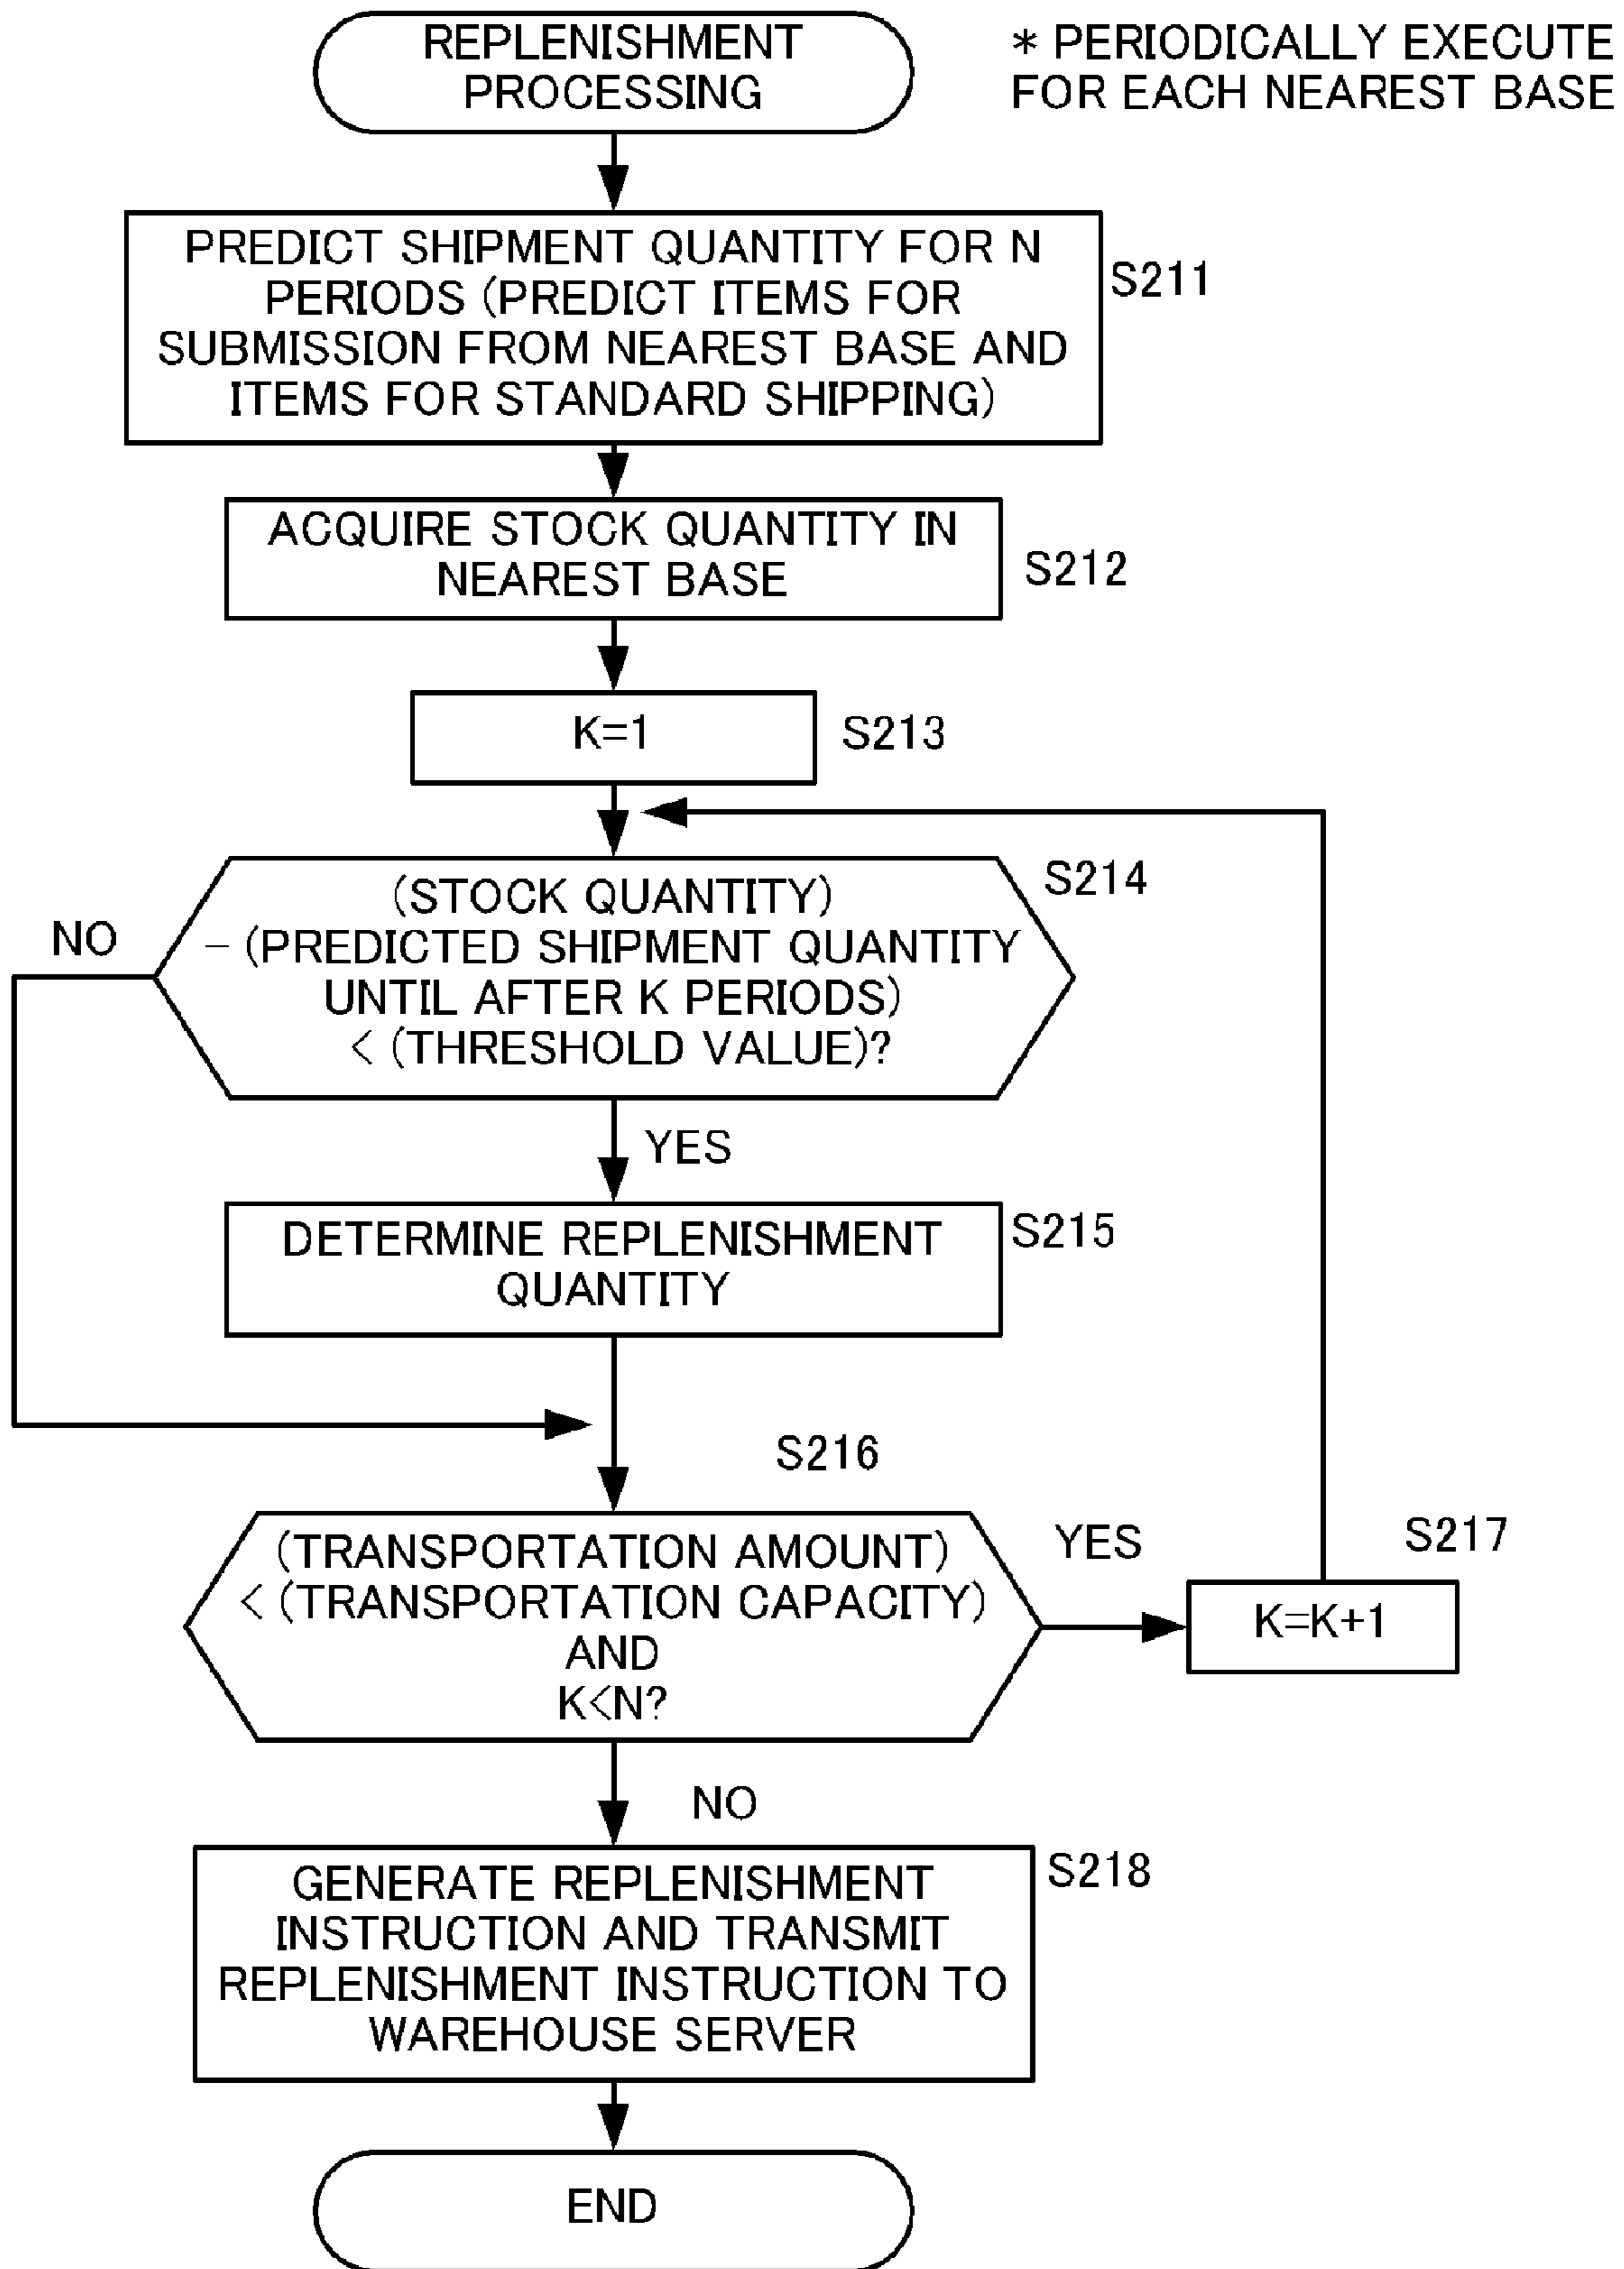 REPLENISHMENT
PROCESSING
* PERIODICALLY EXECUTE
FOR EACH NEAREST BASE
PREDICT SHIPMENT QUANTITY FOR N
PERIODS (PREDICT ITEMS FOR
SUBMISSION FROM NEAREST BASE AND
ITEMS FOR STANDARD SHIPPING)
S211
ACQUIRE STOCK QUANTITY IN
NEAREST BASE
S212
K=1
S213
(STOCK QUANTITY)
− (PREDICTED SHIPMENT QUANTITY
UNTIL AFTER K PERIODS)
< (THRESHOLD VALUE)?
S214
NO
YES
DETERMINE REPLENISHMENT
QUANTITY
S215
S216
(TRANSPORTATION AMOUNT)
< (TRANSPORTATION CAPACITY)
AND
K<N?
YES
S217
K=K+1
NO
GENERATE REPLENISHMENT
INSTRUCTION AND TRANSMIT
REPLENISHMENT INSTRUCTION TO
WAREHOUSE SERVER
S218
END